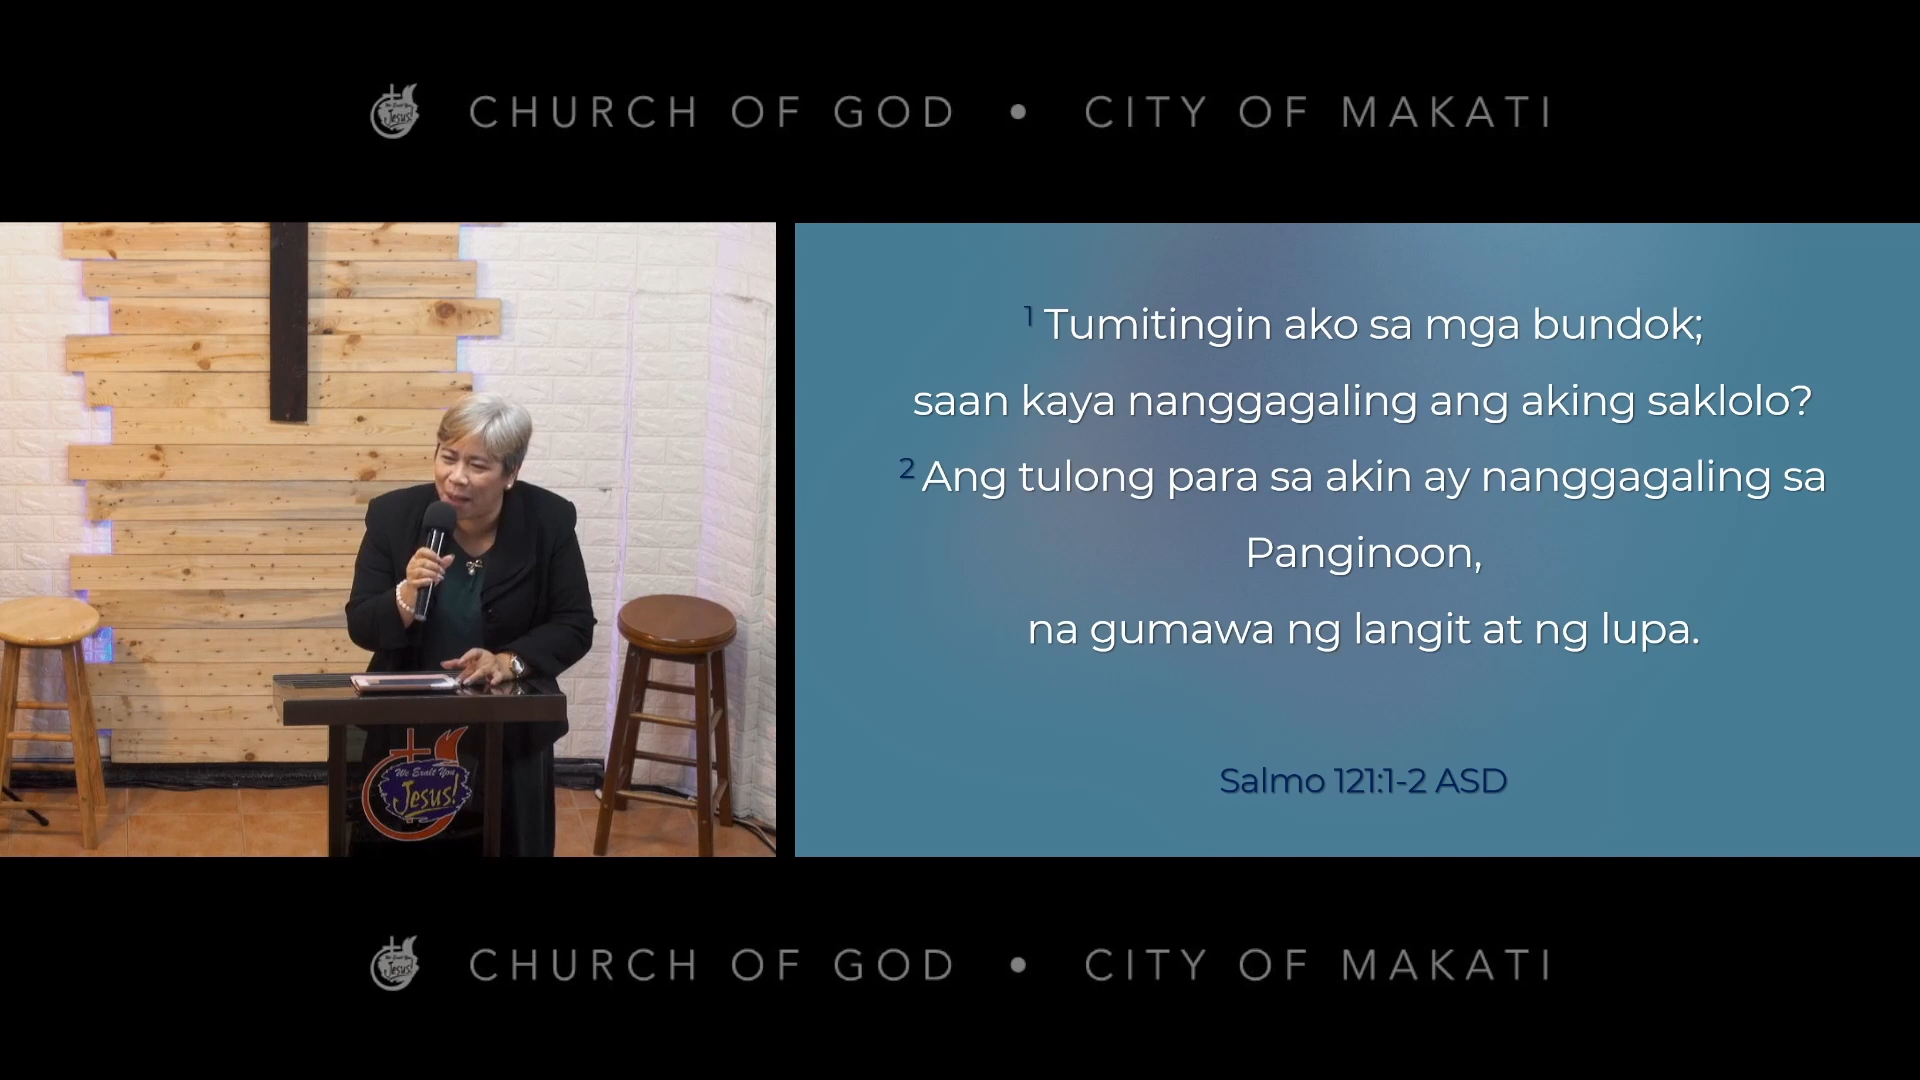 CHURCH OF GOD • CITY OF MAKATI
1 Tumitingin ako sa mga bundok;
saan kaya nanggagaling ang aking saklolo?
2 Ang tulong para sa akin ay nanggagaling sa
Panginoon,
na gumawa ng langit at ng lupa.
Salmo 121:1-2 ASD
We Exalt You
Jesus!
CHURCH OF GOD • CITY OF MAKATI